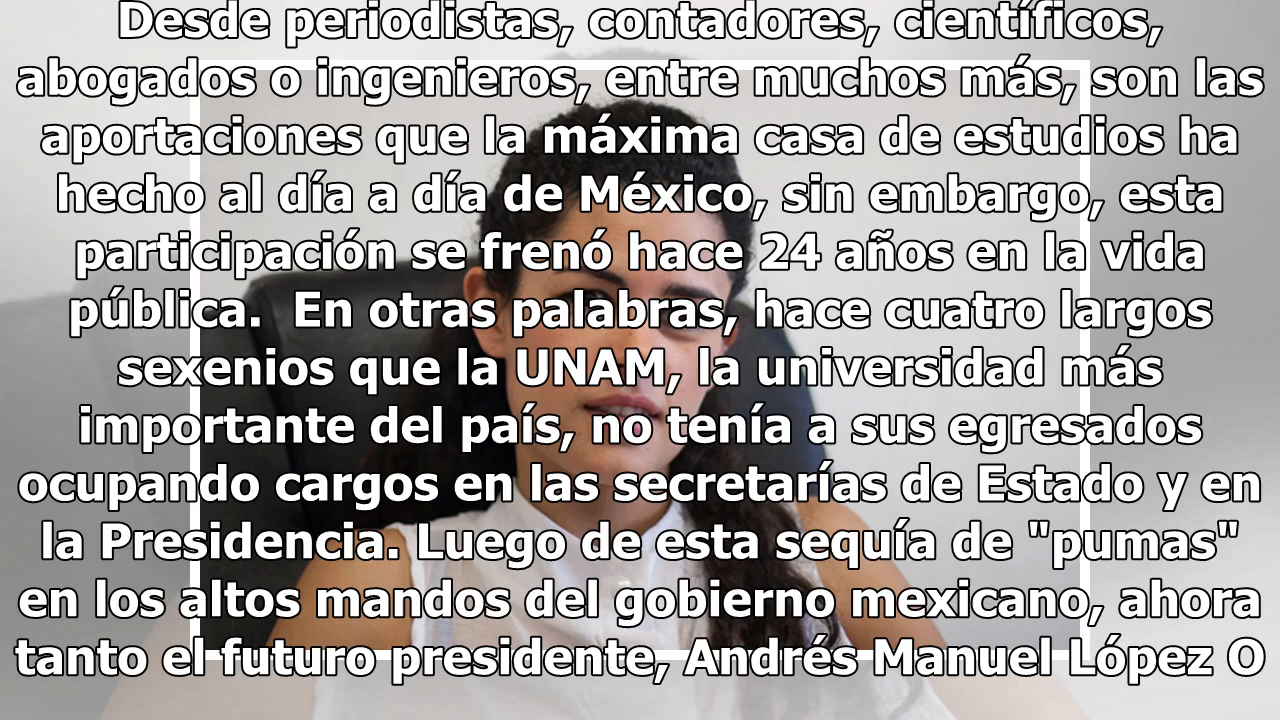 Desde periodistas, contadores, científicos,
abogados o ingenieros, entre muchos más, son las
aportaciones que la máxima casa de estudios ha
hecho al día a día de México, sin embargo, esta
participación se frenó hace 24 años en la vida
pública.  En otras palabras, hace cuatro largos
sexenios que la UNAM, la universidad más
importante del país, no tenía a sus egresados
ocupando cargos en las secretarías de Estado y en
la Presidencia. Luego de esta sequía de "pumas"
en los altos mandos del gobierno mexicano, ahora
tanto el futuro presidente, Andrés Manuel López O